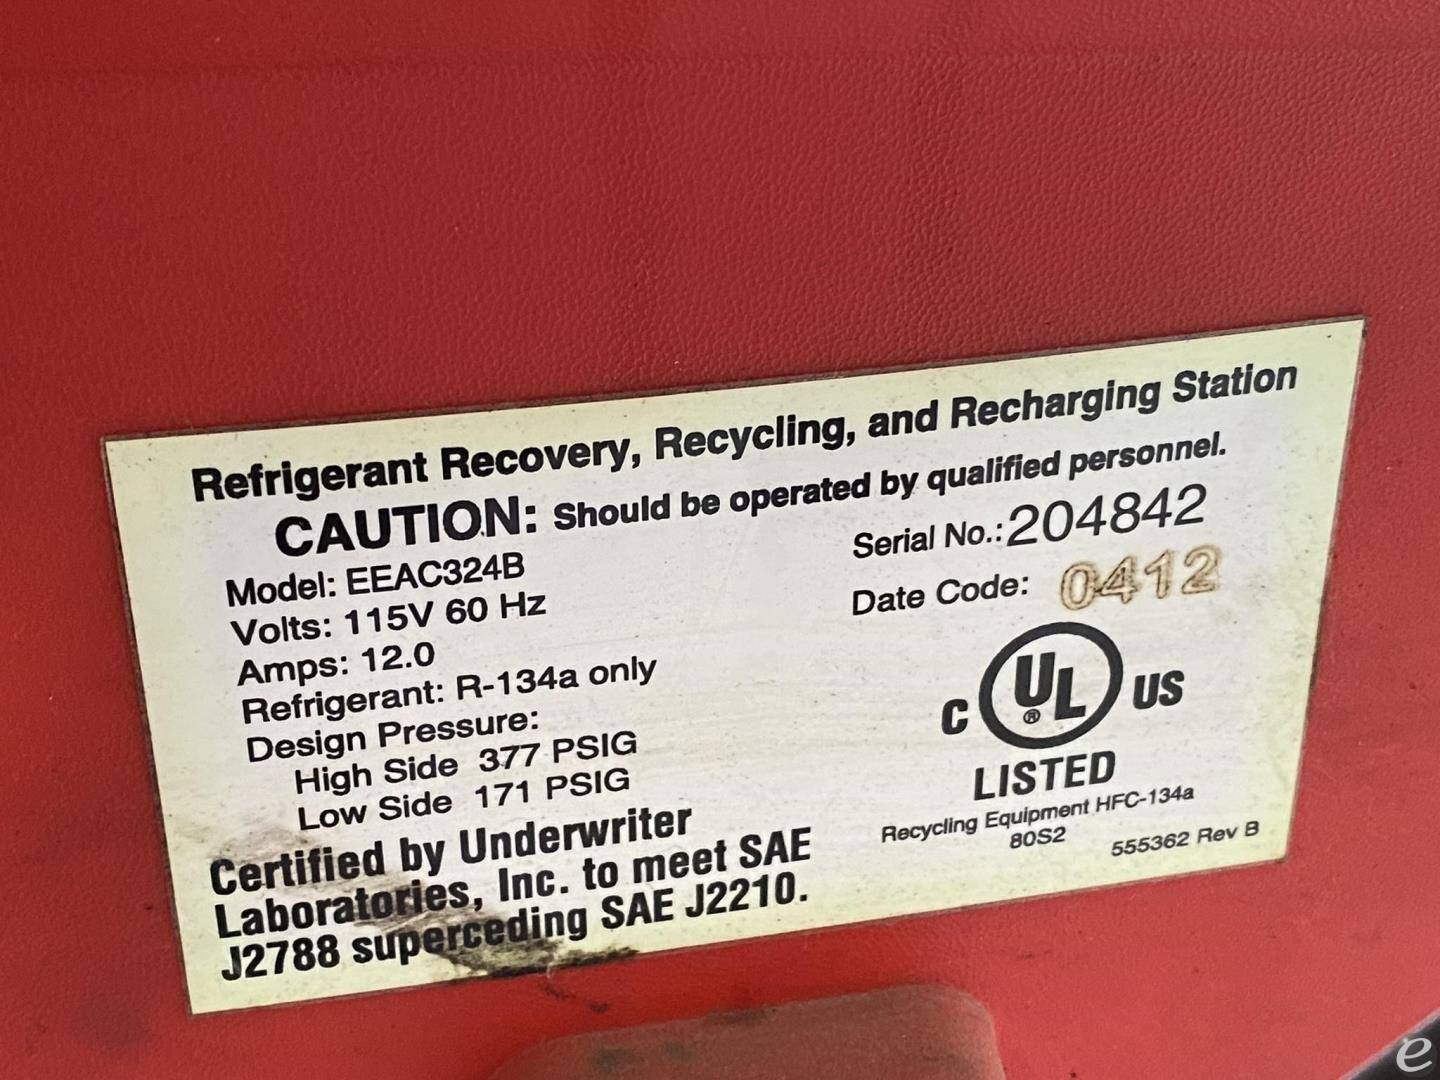 Refrigerant Recovery, Recycling, and Recharging Station
CAUTION: Should be operated by qualified personnel.
Model: EEAC324B
Volts: 115V 60 Hz
Amps: 12.0
Refrigerant: R-134a only
Design Pressure:
High Side 377 PSIG
Low Side 171 PSIG
Certified by Underwriter
Laboratories, Inc. to meet SAE
J2788 superceding SAE J2210.
Serial No.: 204842
Date Code: 0412
C UL® US
LISTED
Recycling Equipment HFC-134a
80S2
555362 Rev B
e